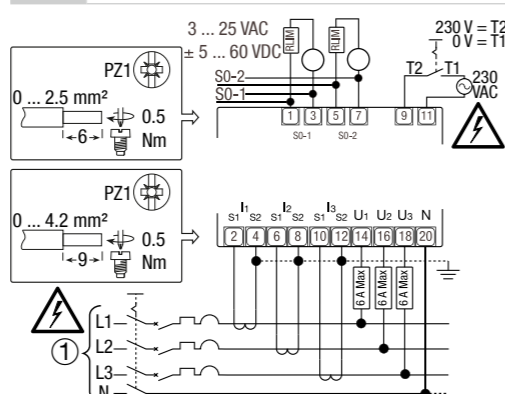 3 ... 25 VAC
± 5 ... 60 VDC
RLIM
RLIM
230 V = T2
0 V = T1
T2 T1
230
VAC
S0-2
S0-1
1 3 5 7 9 11
S0-1 S0-2
PZ1
0 ... 2.5 mm²
6
0.5
Nm
PZ1
0 ... 4.2 mm²
9
0.5
Nm
I1 I2 I3
S1 S2 S1 S2 S1 S2 U1 U2 U3 N
2 4 6 8 10 12 14 16 18 20
6 A Max
6 A Max
6 A Max
1
L1
L2
L3
N